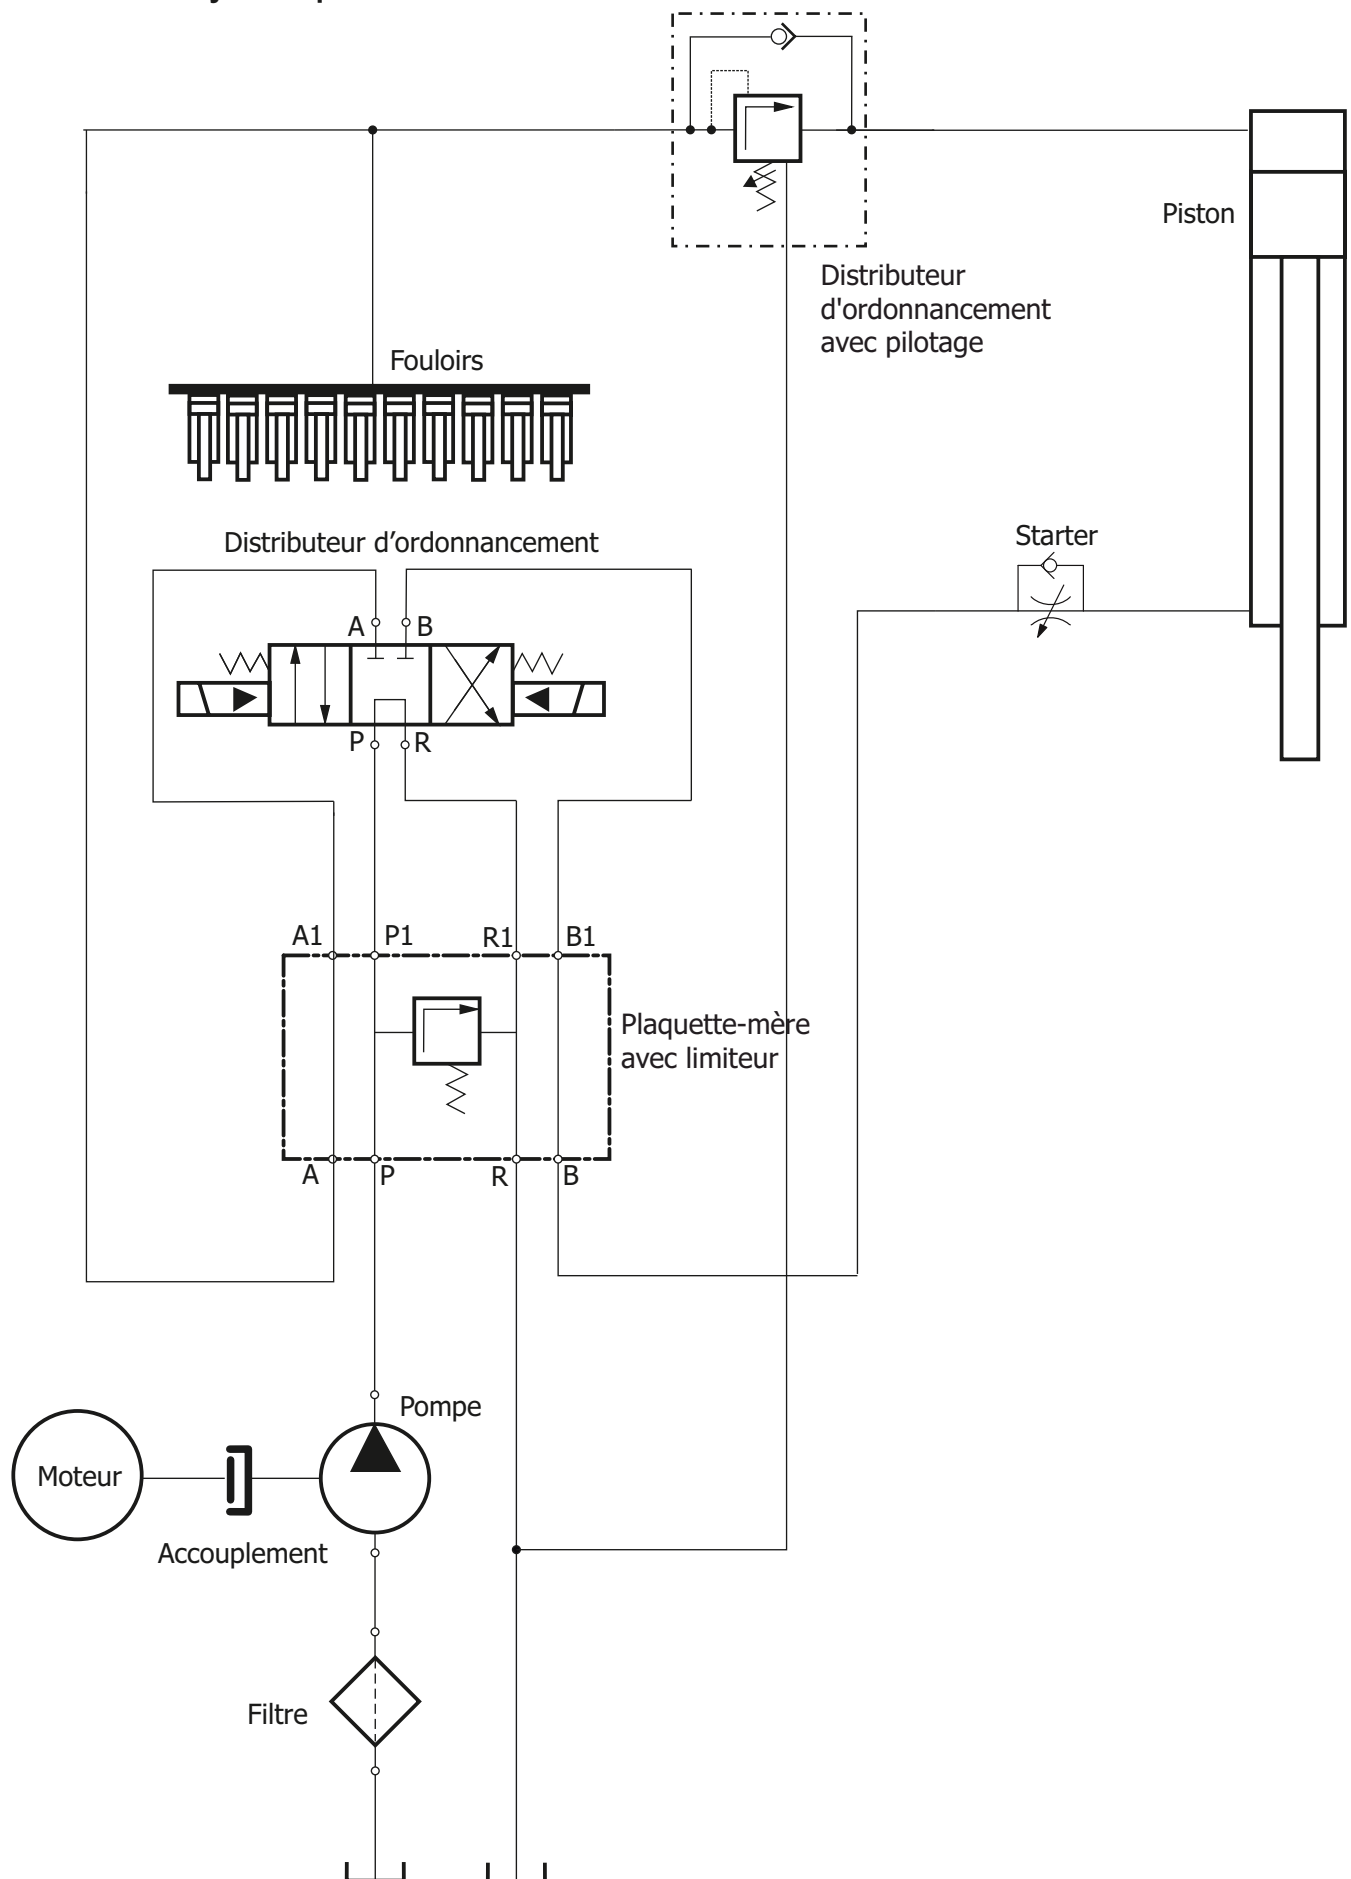 Piston
Distributeur
d'ordonnancement
avec pilotage
Fouloirs
Starter
Distributeur d’ordonnancement
A
B
P
R
A1
P1
R1
B1
Plaquette-mère
avec limiteur
A
P
R
B
Pompe
Moteur
Accouplement
Filtre